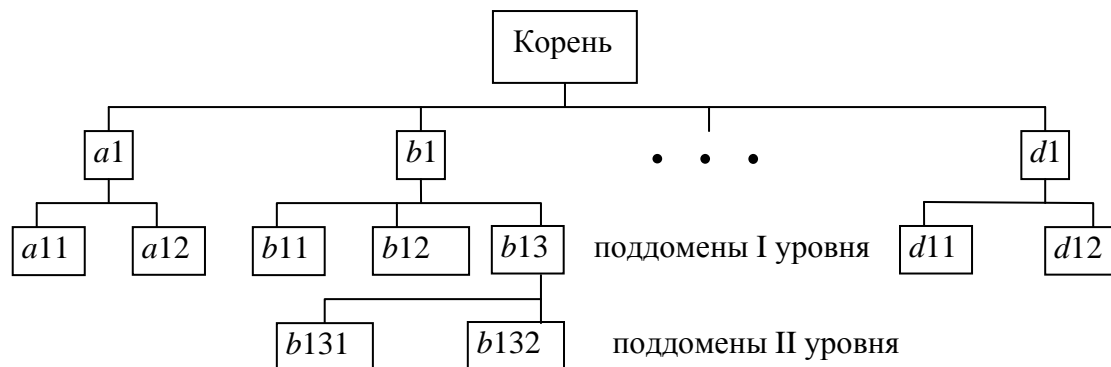 Корень
a1 b1 • • • d1
a11 a12 b11 b12 b13 поддомены I уровня d11 d12
b131 b132 поддомены II уровня